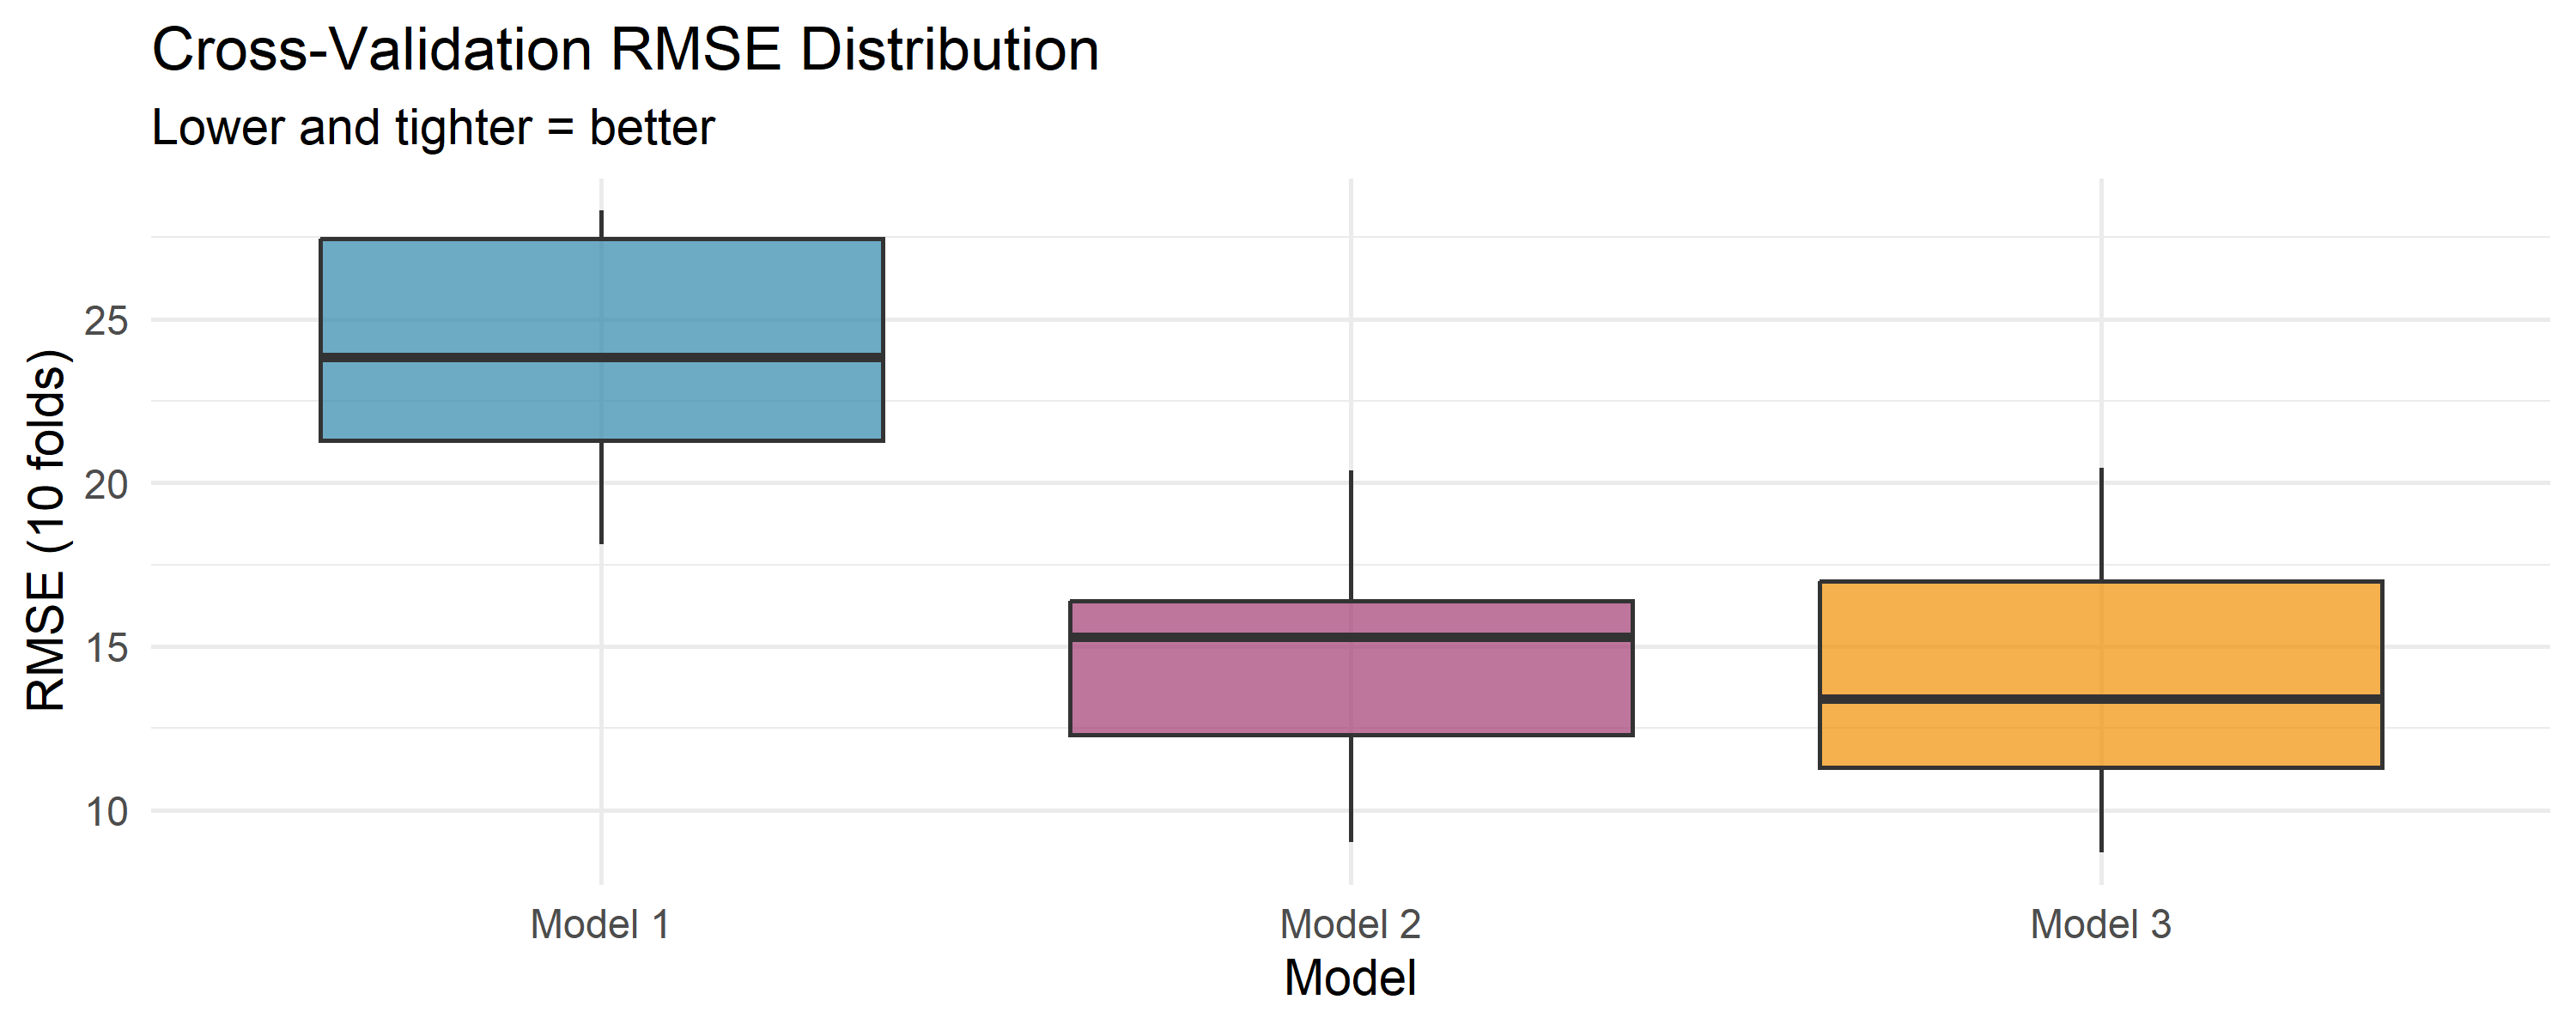 Cross-Validation RMSE Distribution
Lower and tighter = better
RMSE (10 folds)
25
20
15
10
Model 1
Model 2
Model 3
Model